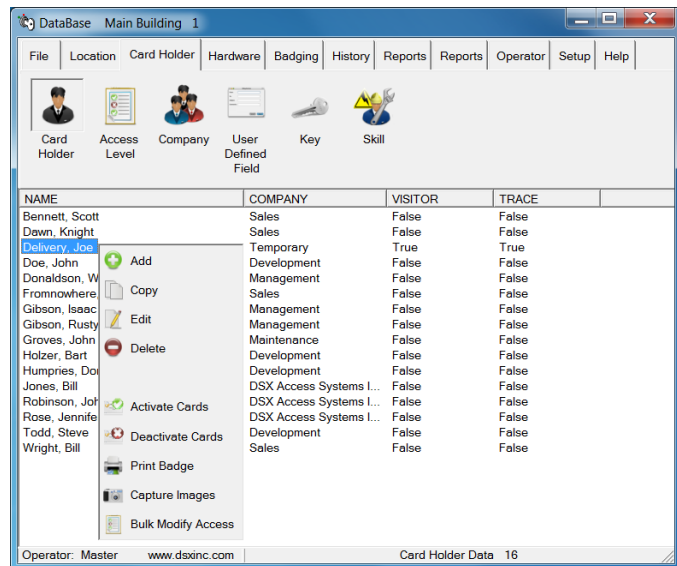 DataBase Main Building 1
File Location Card Holder Hardware Badging History Reports Reports Operator Setup Help
Card Holder Access Level Company User Defined Field Key Skill
NAME COMPANY VISITOR TRACE
Bennett, Scott Sales False False
Dawn, Knight Sales False False
Delivery, Joe Temporary True True
Doe, John Development False False
Donaldson, W Management False False
Fromnowhere, Sales False False
Gibson, Isaac Management False False
Gibson, Rusty Management False False
Groves, John Maintenance False False
Holzer, Bart Development False False
Humpries, Do Development False False
Jones, Bill DSX Access Systems I... False False
Robinson, Joh DSX Access Systems I... False False
Rose, Jennife DSX Access Systems I... False False
Todd, Steve Development False False
Wright, Bill Sales False False
Add
Copy
Edit
Delete
Activate Cards
Deactivate Cards
Print Badge
Capture Images
Bulk Modify Access
Operator: Master www.dsxinc.com Card Holder Data 16